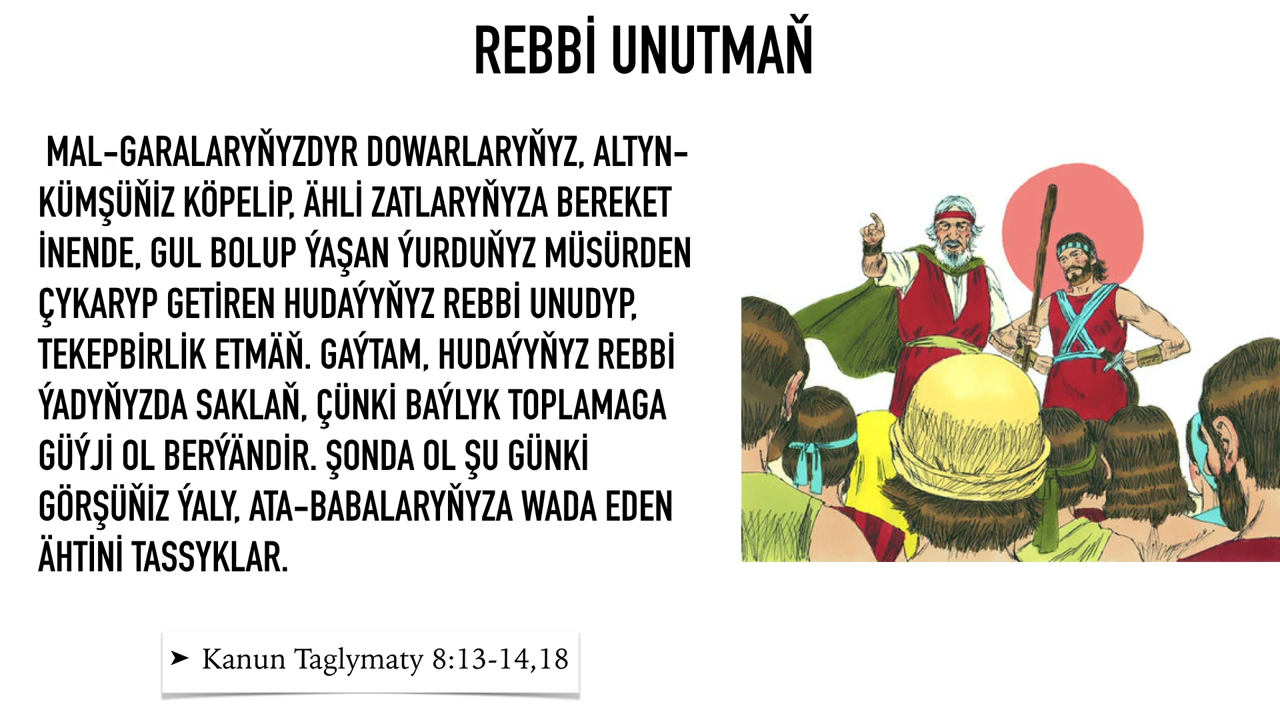 REBBİ UNUTMAŇ
MAL-GARALARYŇYZDYR DOWARLARYŇYZ, ALTYN-
KÜMŞÜŇİZ KÖPELİP, ÄHLİ ZATLARYŇYZA BEREKET
İNENDE, GUL BOLUP ÝAŞAN ÝURDUŇYZ MÜSÜRDEN
ÇYKARYP GETİREN HUDAÝYŇYZ REBBİ UNUDYP,
TEKEPBİRLİK ETMÄŇ. GAÝTAM, HUDAÝYŇYZ REBBİ
ÝADYŇYZDA SAKLAŇ, ÇÜNKİ BAÝLYK TOPLAMAGA
GÜÝJİ OL BERÝÄNDİR. ŞONDA OL ŞU GÜNKİ
GÖRŞÜŇİZ ÝALY, ATA-BABALARYŇYZA WADA EDEN
ÄHTİNİ TASSYKLAR.
➤ Kanun Taglymaty 8:13-14,18